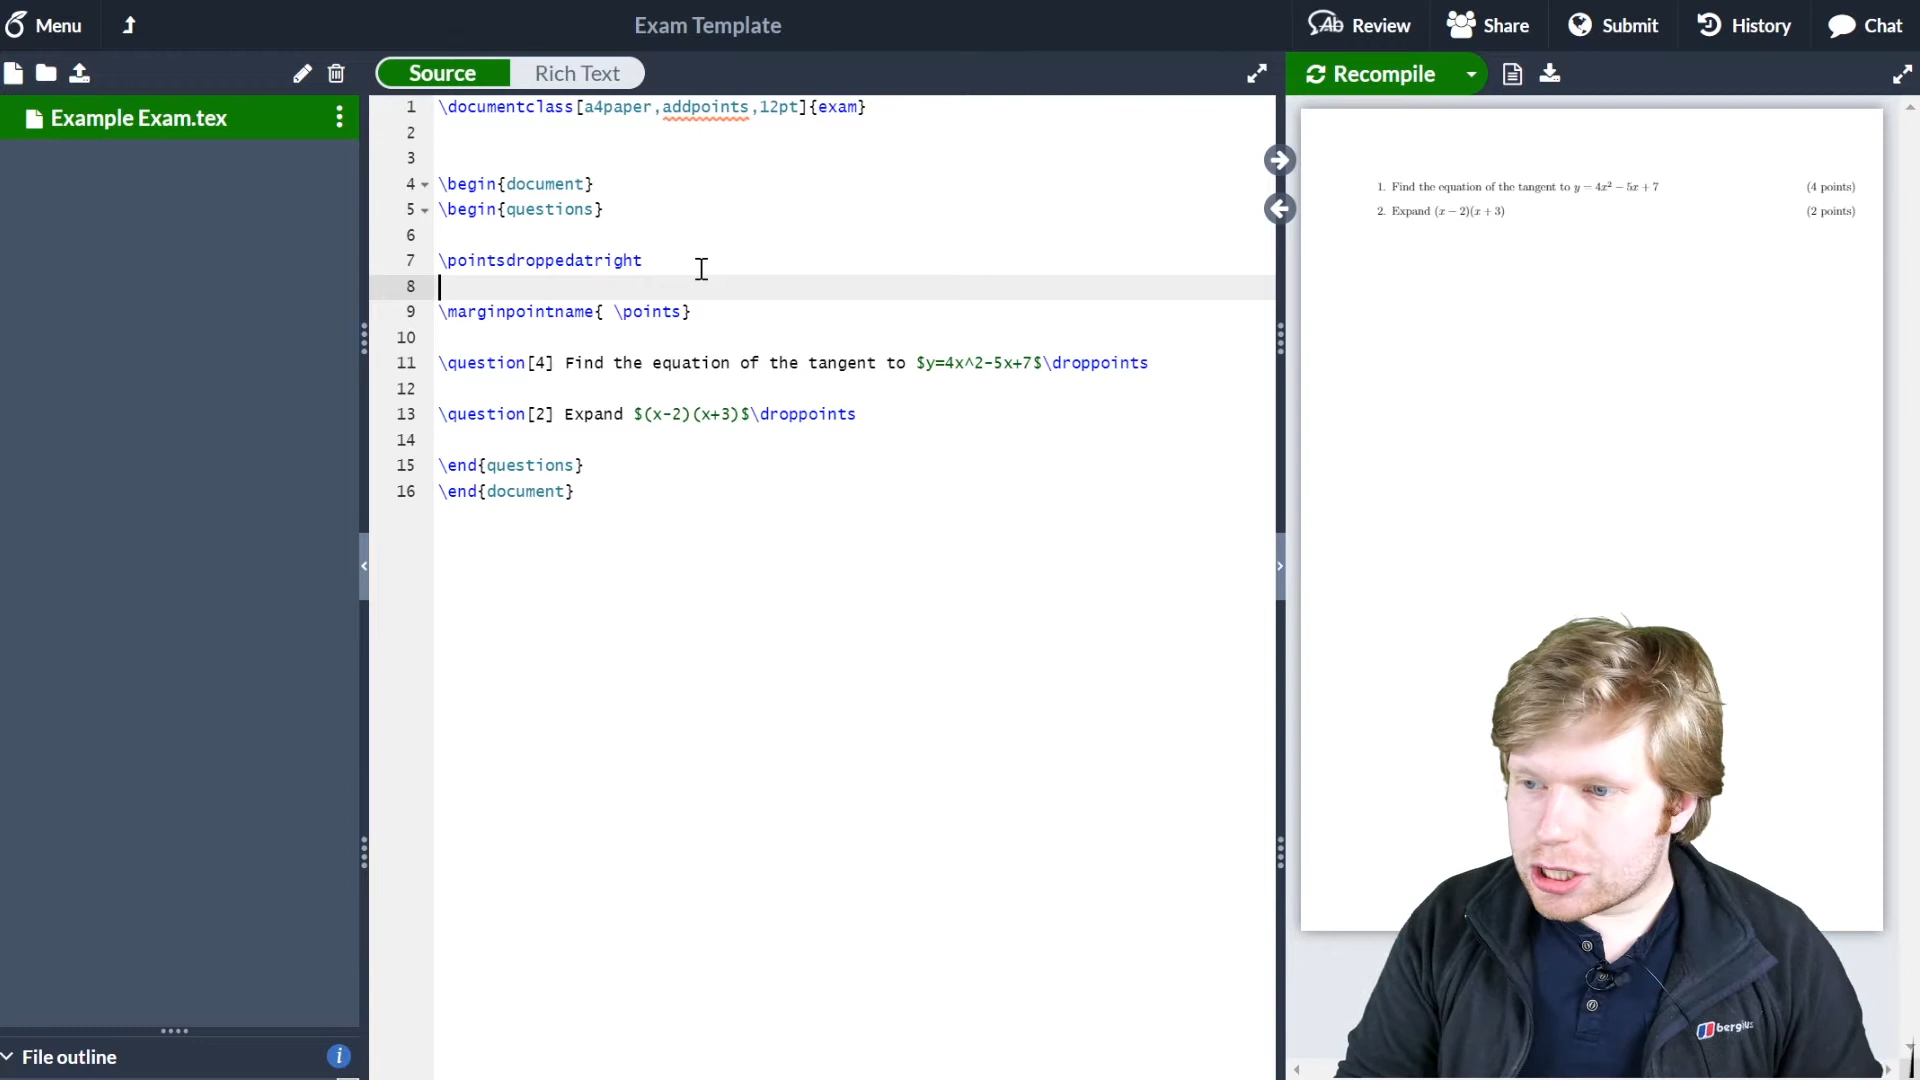 Menu
Exam Template
Review
Share
Submit
History
Chat
Source
Rich Text
Recompile
Example Exam.tex
1 \documentclass[a4paper,addpoints,12pt]{exam}
2
3
4 \begin{document}
5 \begin{questions}
6
7 \pointsdroppedatright
8
9 \marginpointname{ \points}
10
11 \question[4] Find the equation of the tangent to $y=4x^2-5x+7$\droppoints
12
13 \question[2] Expand $(x-2)(x+3)$\droppoints
14
15 \end{questions}
16 \end{document}
1. Find the equation of the tangent to y = 4x² − 5x + 7 (4 points)
2. Expand (x − 2)(x + 3) (2 points)
File outline
berghaus